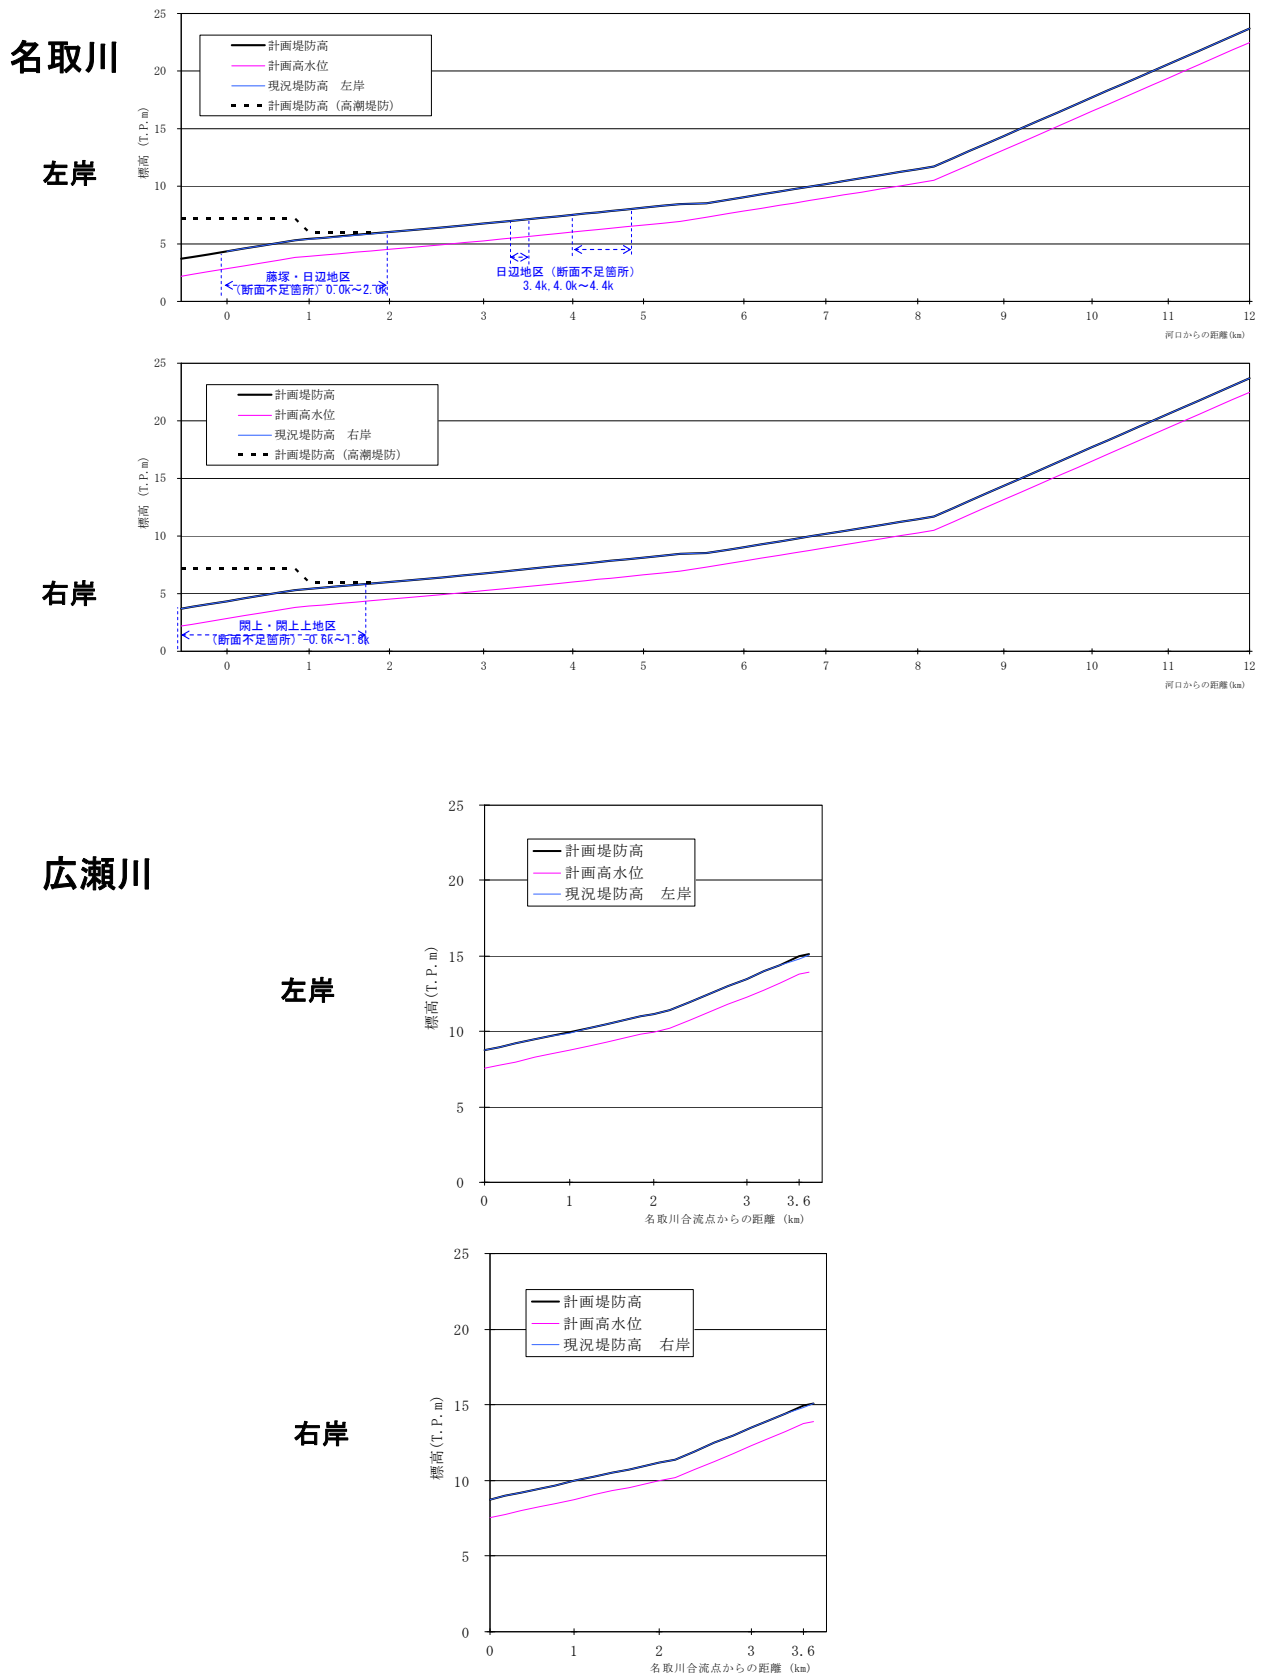 名取川
左岸
25
20
15
10
5
0
標高 (T.P.m)
計画堤防高
計画高水位
現況堤防高　左岸
計画堤防高（高潮堤防）
藤塚・日辺地区
（断面不足箇所）0.0k～2.0k
日辺地区（断面不足箇所）
3.4k,4.0k～4.4k
0 1 2 3 4 5 6 7 8 9 10 11 12
河口からの距離(km)
右岸
25
20
15
10
5
0
標高 (T.P.m)
計画堤防高
計画高水位
現況堤防高　右岸
計画堤防高（高潮堤防）
閖上・閖上上地区
（断面不足箇所）-0.6k～1.8k
0 1 2 3 4 5 6 7 8 9 10 11 12
河口からの距離(km)
広瀬川
左岸
25
20
15
10
5
0
標高(T.P.m)
計画堤防高
計画高水位
現況堤防高　左岸
0 1 2 3 3.6
名取川合流点からの距離 (km)
右岸
25
20
15
10
5
0
標高(T.P.m)
計画堤防高
計画高水位
現況堤防高　右岸
0 1 2 3 3.6
名取川合流点からの距離 (km)